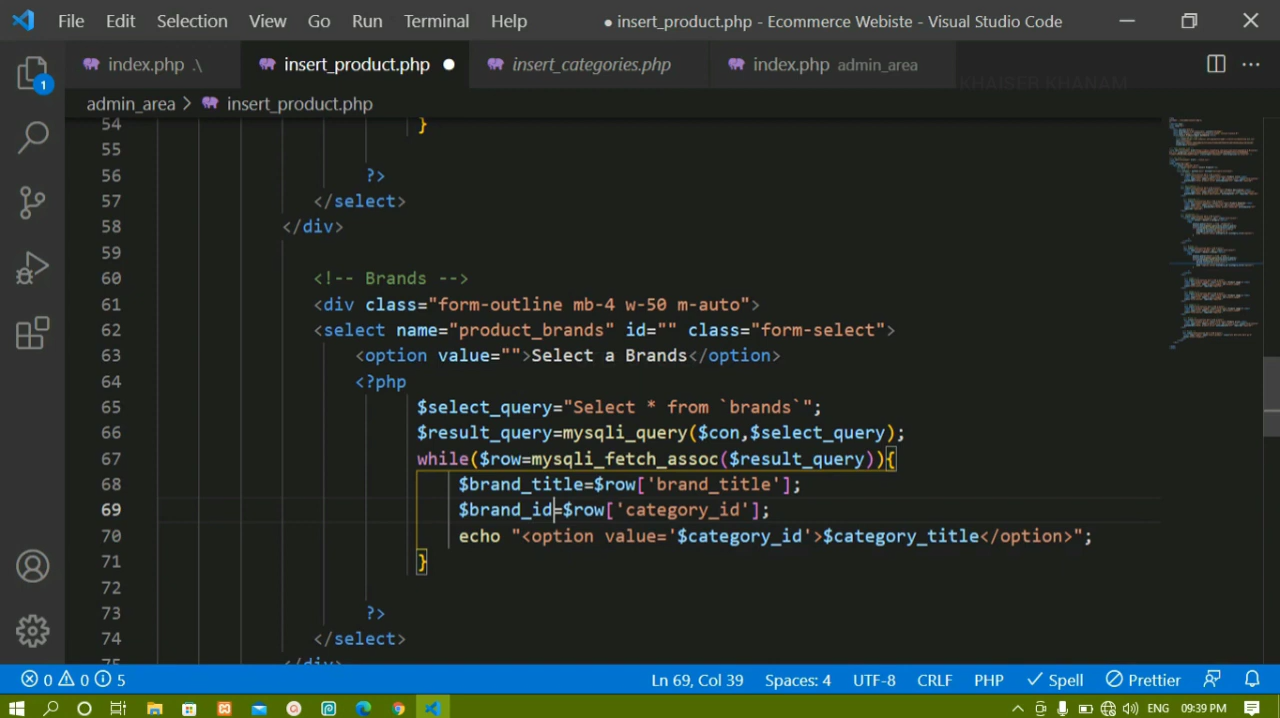 File Edit Selection View Go Run Terminal Help ● insert_product.php - Ecommerce Webiste - Visual Studio Code
index.php .\ insert_product.php ● insert_categories.php index.php admin_area
KHAISER KHANAM
1
admin_area > insert_product.php
54 }
55
56 ?>
57 </select>
58 </div>
59
60 <!-- Brands -->
61 <div class="form-outline mb-4 w-50 m-auto">
62 <select name="product_brands" id="" class="form-select">
63 <option value="">Select a Brands</option>
64 <?php
65 $select_query="Select * from `brands`";
66 $result_query=mysqli_query($con,$select_query);
67 while($row=mysqli_fetch_assoc($result_query)){
68 $brand_title=$row['brand_title'];
69 $brand_id=$row['category_id'];
70 echo "<option value='$category_id'>$category_title</option>";
71 }
72
73 ?>
74 </select>
75 </div>
0 0 5 Ln 69, Col 39 Spaces: 4 UTF-8 CRLF PHP Spell Prettier
ENG 09:39 PM